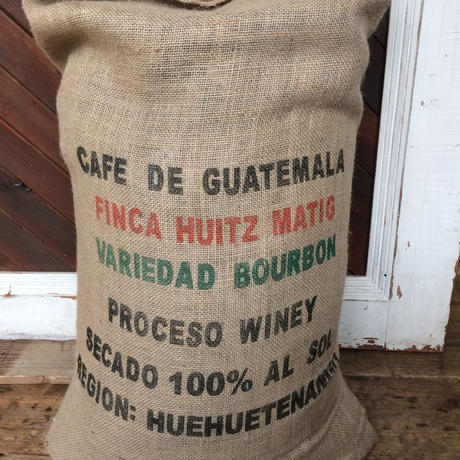 CAFE DE GUATEMALA
FINCA HUITZ MATIG
VARIEDAD BOURBON
PROCESO WINEY
SECADO 100% AL SOL
REGION: HUEHUETENANGO